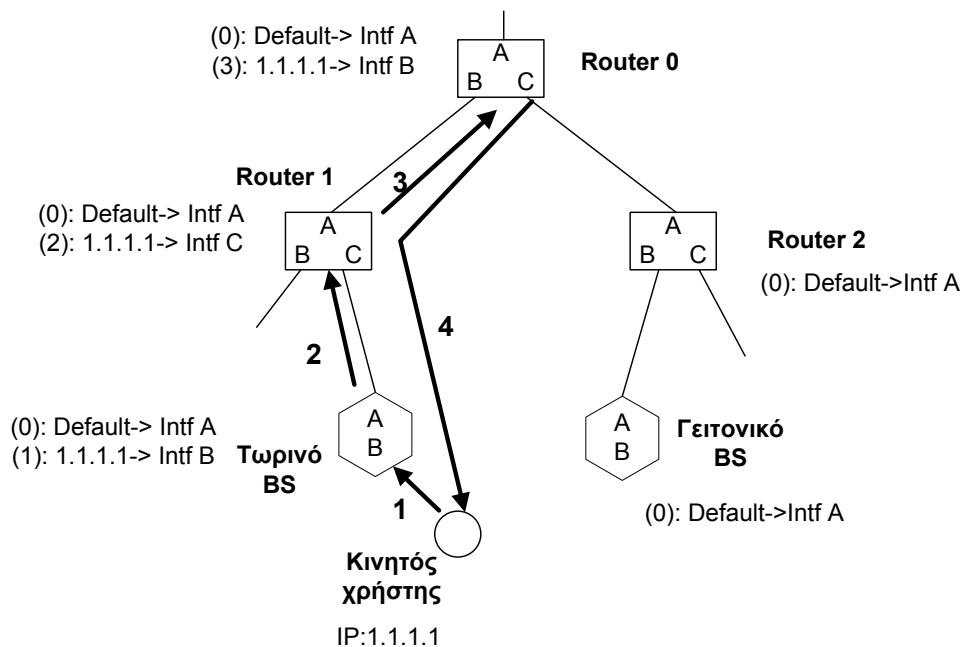 (0): Default-> Intf A
(3): 1.1.1.1-> Intf B
A
B C
Router 0
Router 1
3
(0): Default-> Intf A
(2): 1.1.1.1-> Intf C
A
B C
A
B C
Router 2
(0): Default->Intf A
2
4
(0): Default-> Intf A
(1): 1.1.1.1-> Intf B
Τωρινό
BS
A
B
A
B
Γειτονικό
BS
(0): Default->Intf A
1
Κινητός
χρήστης
IP:1.1.1.1